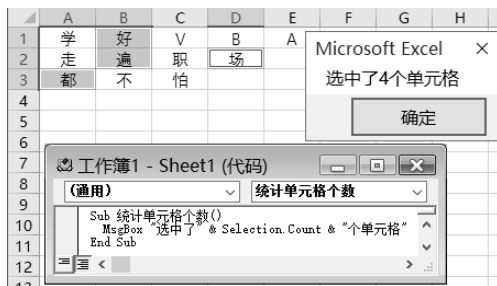 A B C D E F G H
1 学 好 V B A
2 走 遍 职 场
3 都 不 怕
4
5
6
7
8
9
10
11
12
Microsoft Excel ×
选中了4个单元格
确定
工作簿1 - Sheet1 (代码)
(通用) 统计单元格个数
Sub 统计单元格个数()
MsgBox "选中了" & Selection.Count & "个单元格"
End Sub